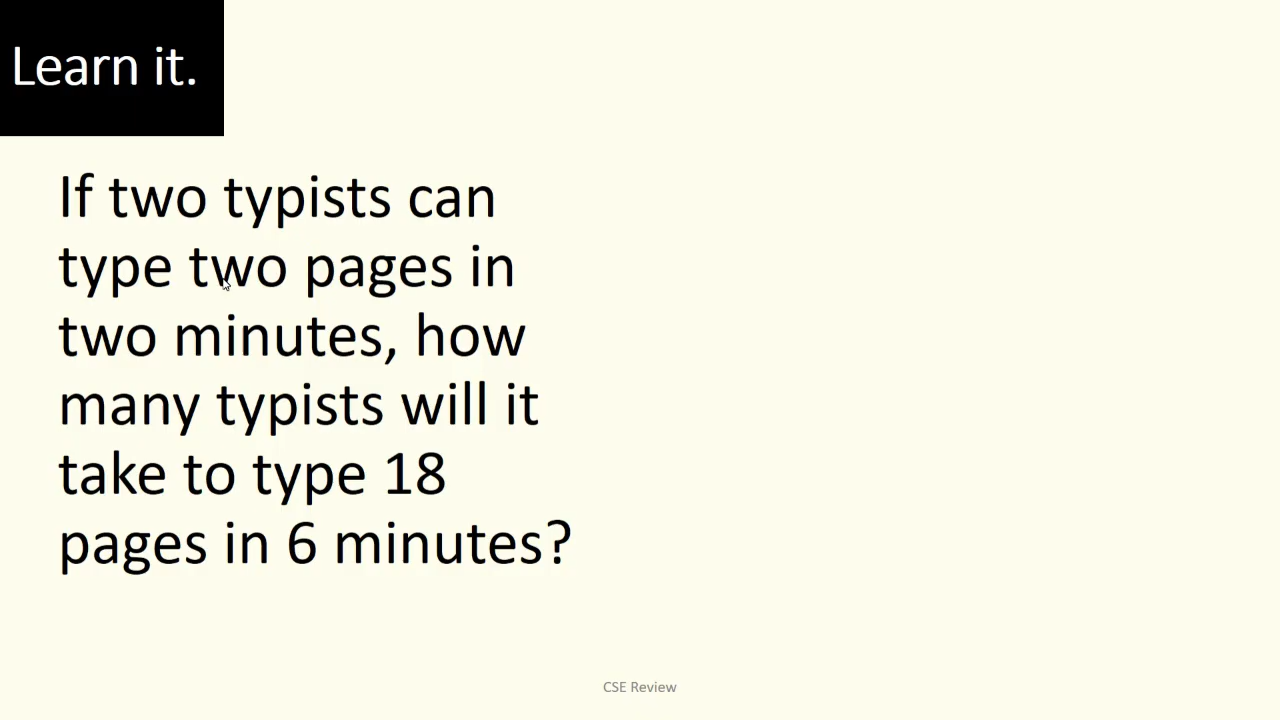 Learn it.
If two typists can
type two pages in
two minutes, how
many typists will it
take to type 18
pages in 6 minutes?
CSE Review